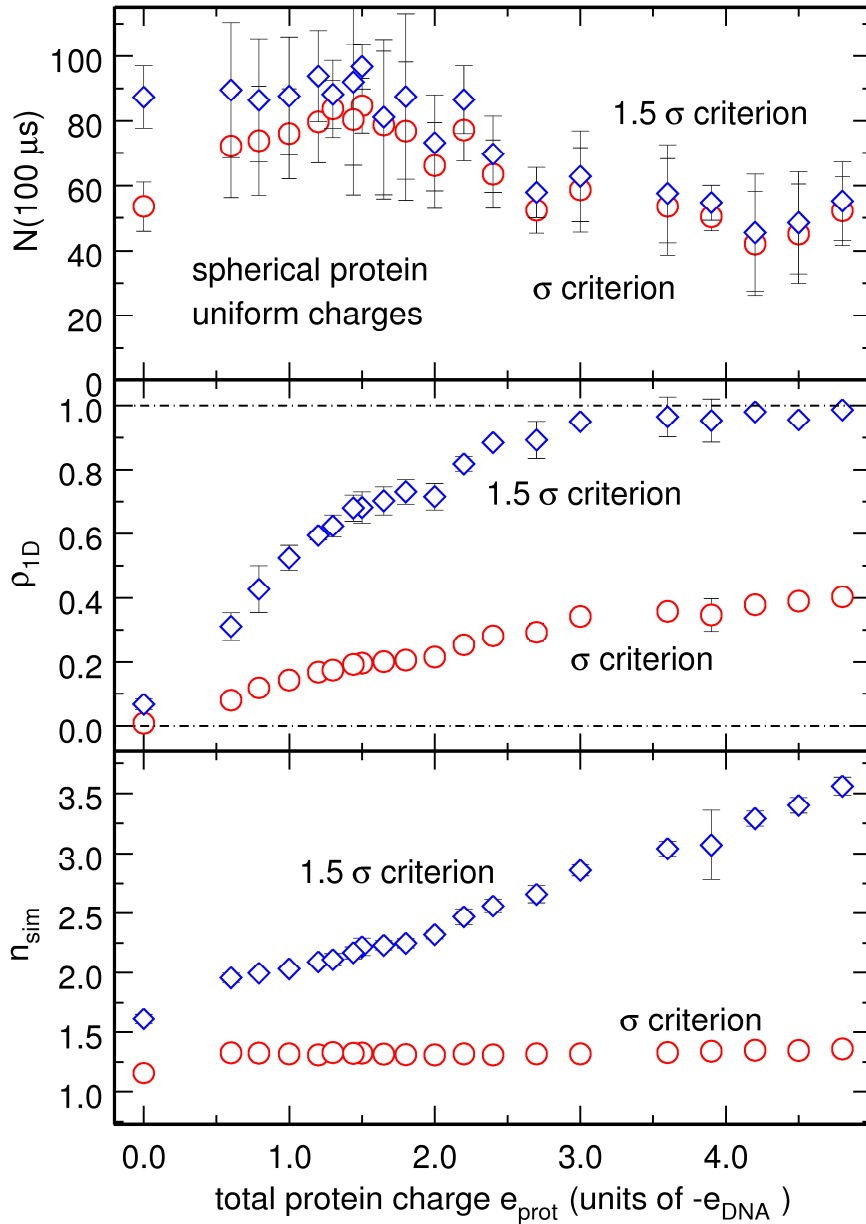 100
80
60
40
20
0
N(100 μs)
1.5 σ criterion
σ criterion
spherical protein
uniform charges
1.0
0.8
0.6
0.4
0.2
0.0
ρ1D
1.5 σ criterion
σ criterion
3.5
3.0
2.5
2.0
1.5
1.0
nsim
1.5 σ criterion
σ criterion
0.0 1.0 2.0 3.0 4.0
total protein charge eprot (units of -eDNA )